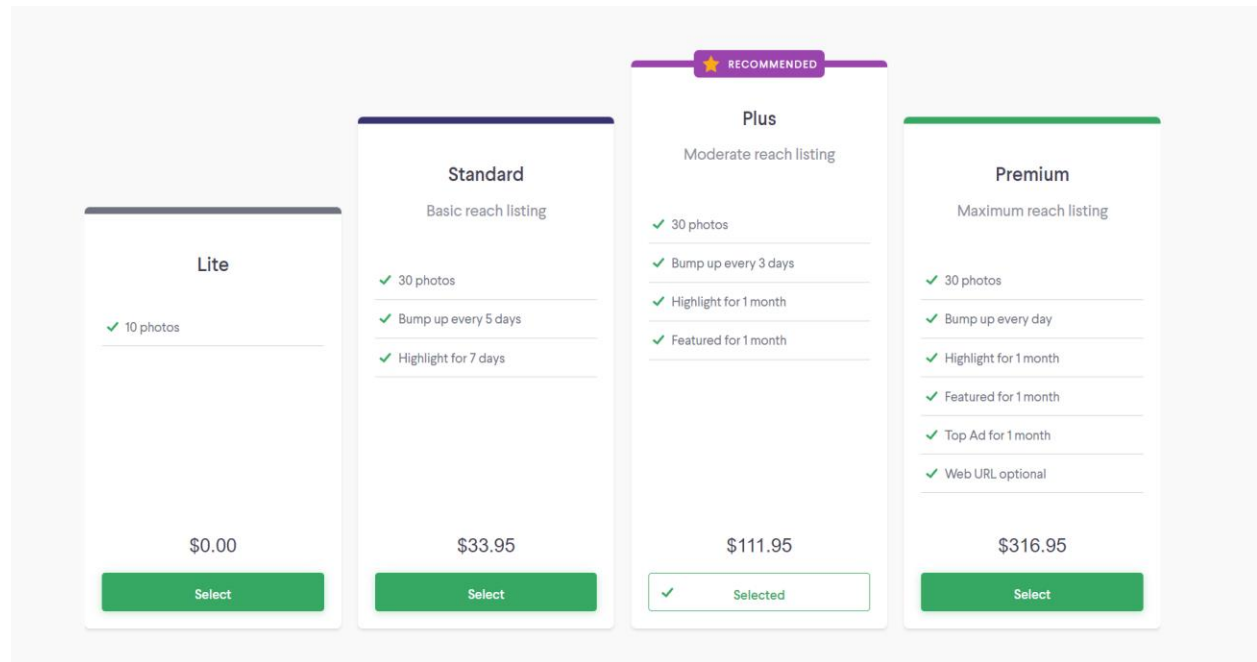 Lite
10 photos
$0.00
Select
Standard
Basic reach listing
30 photos
Bump up every 5 days
Highlight for 7 days
$33.95
Select
RECOMMENDED
Plus
Moderate reach listing
30 photos
Bump up every 3 days
Highlight for 1 month
Featured for 1 month
$111.95
Selected
Premium
Maximum reach listing
30 photos
Bump up every day
Highlight for 1 month
Featured for 1 month
Top Ad for 1 month
Web URL optional
$316.95
Select